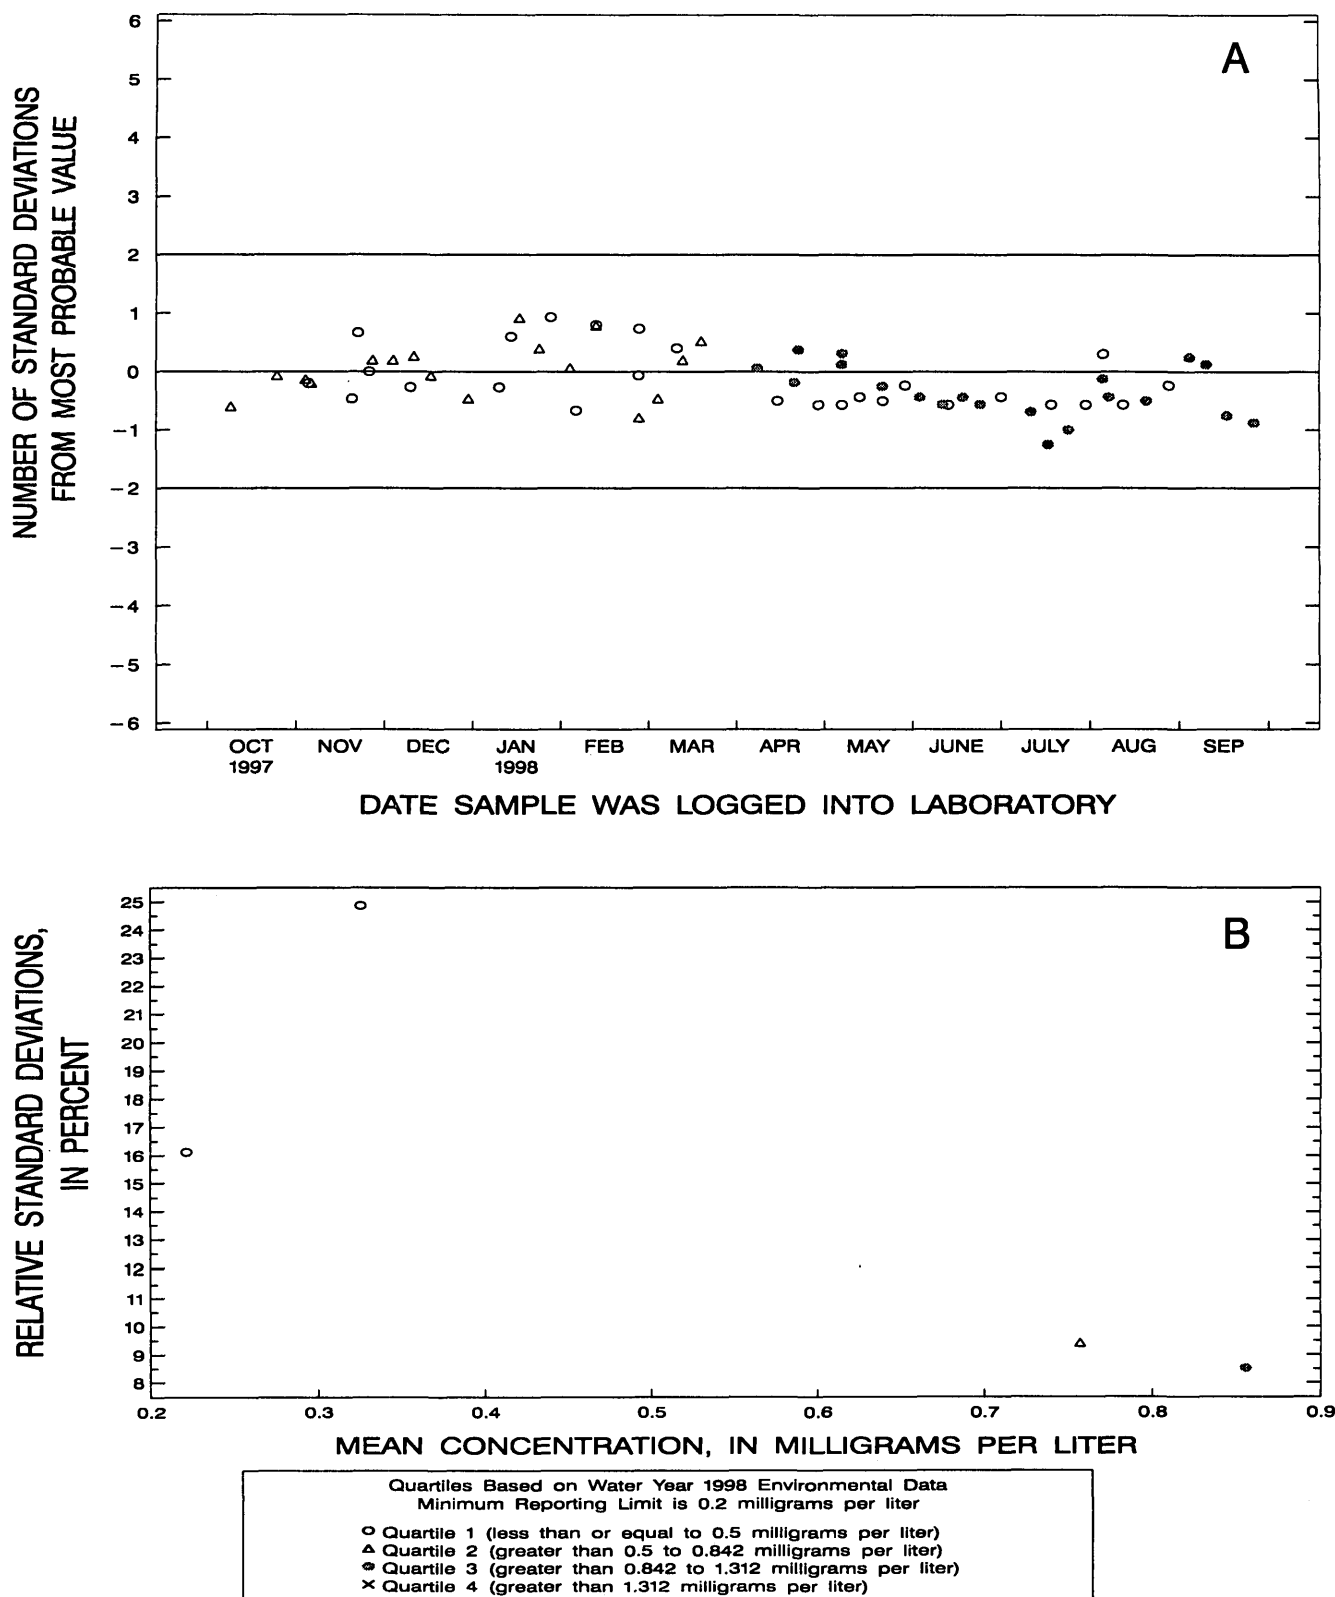 A
NUMBER OF STANDARD DEVIATIONS
FROM MOST PROBABLE VALUE
6
5
4
3
2
1
0
−1
−2
−3
−4
−5
−6
OCT NOV DEC JAN FEB MAR APR MAY JUNE JULY AUG SEP
1997 1998
DATE SAMPLE WAS LOGGED INTO LABORATORY
B
RELATIVE STANDARD DEVIATIONS,
IN PERCENT
25
24
23
22
21
20
19
18
17
16
15
14
13
12
11
10
9
8
0.2 0.3 0.4 0.5 0.6 0.7 0.8 0.9
MEAN CONCENTRATION, IN MILLIGRAMS PER LITER
Quartiles Based on Water Year 1998 Environmental Data
Minimum Reporting Limit is 0.2 milligrams per liter
Quartile 1 (less than or equal to 0.5 milligrams per liter)
Quartile 2 (greater than 0.5 to 0.842 milligrams per liter)
Quartile 3 (greater than 0.842 to 1.312 milligrams per liter)
Quartile 4 (greater than 1.312 milligrams per liter)